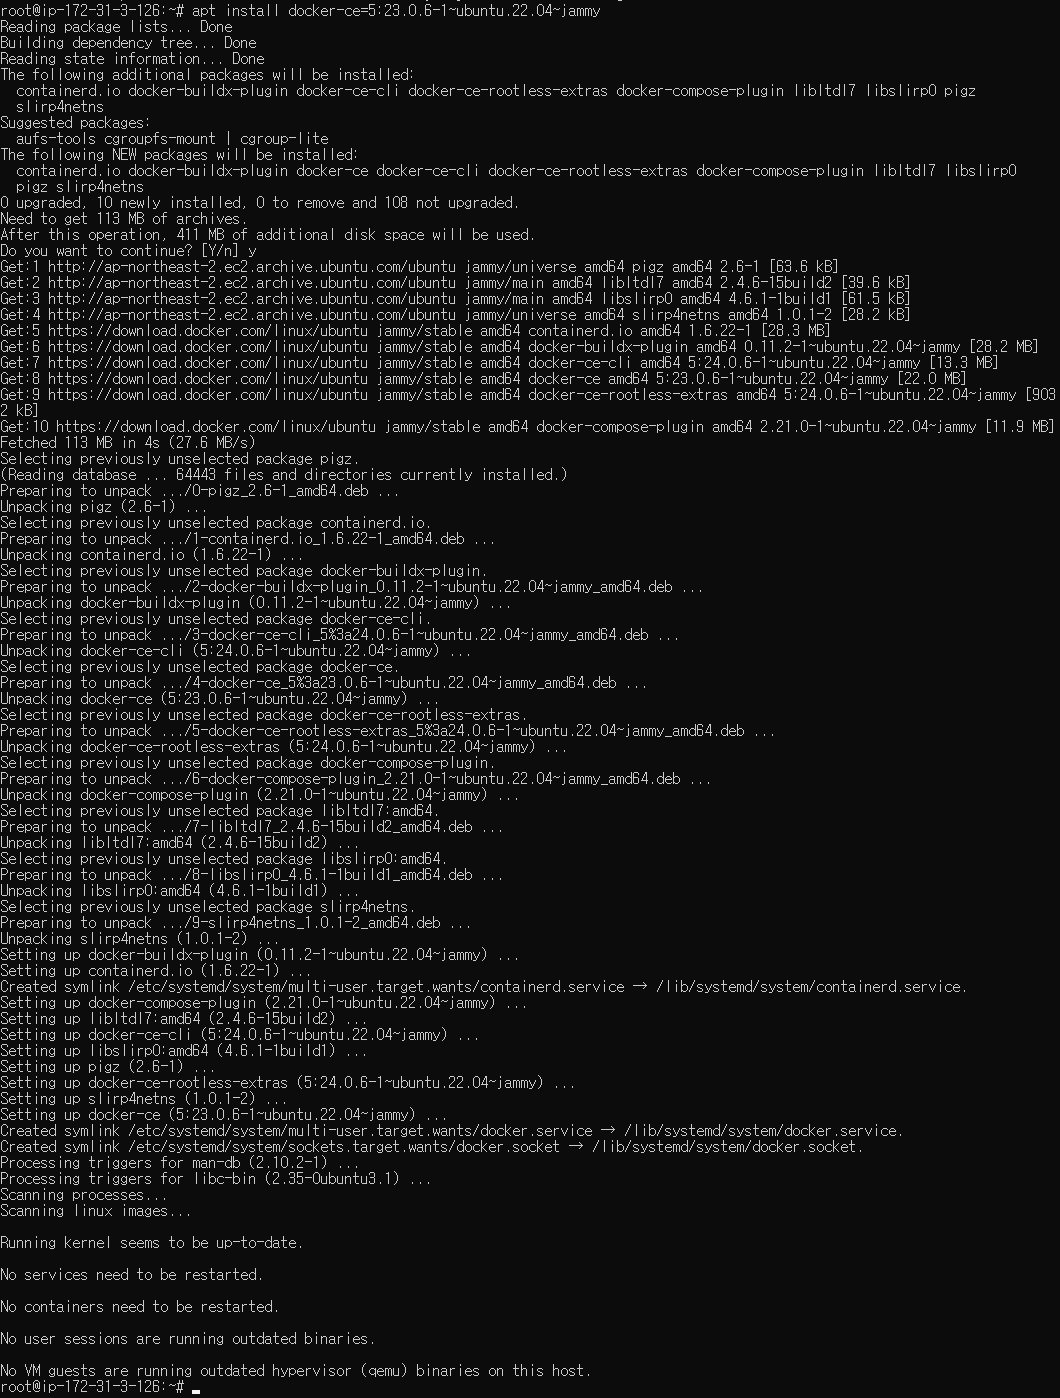 root@ip-172-31-3-126:~# apt install docker-ce=5:23.0.6-1~ubuntu.22.04~jammy
Reading package lists... Done
Building dependency tree... Done
Reading state information... Done
The following additional packages will be installed:
  containerd.io docker-buildx-plugin docker-ce-cli docker-ce-rootless-extras docker-compose-plugin libltdl7 libslirp0 pigz
  slirp4netns
Suggested packages:
  aufs-tools cgroupfs-mount | cgroup-lite
The following NEW packages will be installed:
  containerd.io docker-buildx-plugin docker-ce docker-ce-cli docker-ce-rootless-extras docker-compose-plugin libltdl7 libslirp0
  pigz slirp4netns
0 upgraded, 10 newly installed, 0 to remove and 108 not upgraded.
Need to get 113 MB of archives.
After this operation, 411 MB of additional disk space will be used.
Do you want to continue? [Y/n] y
Get:1 http://ap-northeast-2.ec2.archive.ubuntu.com/ubuntu jammy/universe amd64 pigz amd64 2.6-1 [63.6 kB]
Get:2 http://ap-northeast-2.ec2.archive.ubuntu.com/ubuntu jammy/main amd64 libltdl7 amd64 2.4.6-15build2 [39.6 kB]
Get:3 http://ap-northeast-2.ec2.archive.ubuntu.com/ubuntu jammy/main amd64 libslirp0 amd64 4.6.1-1build1 [61.5 kB]
Get:4 http://ap-northeast-2.ec2.archive.ubuntu.com/ubuntu jammy/universe amd64 slirp4netns amd64 1.0.1-2 [28.2 kB]
Get:5 https://download.docker.com/linux/ubuntu jammy/stable amd64 containerd.io amd64 1.6.22-1 [28.3 MB]
Get:6 https://download.docker.com/linux/ubuntu jammy/stable amd64 docker-buildx-plugin amd64 0.11.2-1~ubuntu.22.04~jammy [28.2 MB]
Get:7 https://download.docker.com/linux/ubuntu jammy/stable amd64 docker-ce-cli amd64 5:24.0.6-1~ubuntu.22.04~jammy [13.3 MB]
Get:8 https://download.docker.com/linux/ubuntu jammy/stable amd64 docker-ce amd64 5:23.0.6-1~ubuntu.22.04~jammy [22.0 MB]
Get:9 https://download.docker.com/linux/ubuntu jammy/stable amd64 docker-ce-rootless-extras amd64 5:24.0.6-1~ubuntu.22.04~jammy [903
2 kB]
Get:10 https://download.docker.com/linux/ubuntu jammy/stable amd64 docker-compose-plugin amd64 2.21.0-1~ubuntu.22.04~jammy [11.9 MB]
Fetched 113 MB in 4s (27.6 MB/s)
Selecting previously unselected package pigz.
(Reading database ... 64443 files and directories currently installed.)
Preparing to unpack .../0-pigz_2.6-1_amd64.deb ...
Unpacking pigz (2.6-1) ...
Selecting previously unselected package containerd.io.
Preparing to unpack .../1-containerd.io_1.6.22-1_amd64.deb ...
Unpacking containerd.io (1.6.22-1) ...
Selecting previously unselected package docker-buildx-plugin.
Preparing to unpack .../2-docker-buildx-plugin_0.11.2-1~ubuntu.22.04~jammy_amd64.deb ...
Unpacking docker-buildx-plugin (0.11.2-1~ubuntu.22.04~jammy) ...
Selecting previously unselected package docker-ce-cli.
Preparing to unpack .../3-docker-ce-cli_5%3a24.0.6-1~ubuntu.22.04~jammy_amd64.deb ...
Unpacking docker-ce-cli (5:24.0.6-1~ubuntu.22.04~jammy) ...
Selecting previously unselected package docker-ce.
Preparing to unpack .../4-docker-ce_5%3a23.0.6-1~ubuntu.22.04~jammy_amd64.deb ...
Unpacking docker-ce (5:23.0.6-1~ubuntu.22.04~jammy) ...
Selecting previously unselected package docker-ce-rootless-extras.
Preparing to unpack .../5-docker-ce-rootless-extras_5%3a24.0.6-1~ubuntu.22.04~jammy_amd64.deb ...
Unpacking docker-ce-rootless-extras (5:24.0.6-1~ubuntu.22.04~jammy) ...
Selecting previously unselected package docker-compose-plugin.
Preparing to unpack .../6-docker-compose-plugin_2.21.0-1~ubuntu.22.04~jammy_amd64.deb ...
Unpacking docker-compose-plugin (2.21.0-1~ubuntu.22.04~jammy) ...
Selecting previously unselected package libltdl7:amd64.
Preparing to unpack .../7-libltdl7_2.4.6-15build2_amd64.deb ...
Unpacking libltdl7:amd64 (2.4.6-15build2) ...
Selecting previously unselected package libslirp0:amd64.
Preparing to unpack .../8-libslirp0_4.6.1-1build1_amd64.deb ...
Unpacking libslirp0:amd64 (4.6.1-1build1) ...
Selecting previously unselected package slirp4netns.
Preparing to unpack .../9-slirp4netns_1.0.1-2_amd64.deb ...
Unpacking slirp4netns (1.0.1-2) ...
Setting up docker-buildx-plugin (0.11.2-1~ubuntu.22.04~jammy) ...
Setting up containerd.io (1.6.22-1) ...
Created symlink /etc/systemd/system/multi-user.target.wants/containerd.service → /lib/systemd/system/containerd.service.
Setting up docker-compose-plugin (2.21.0-1~ubuntu.22.04~jammy) ...
Setting up libltdl7:amd64 (2.4.6-15build2) ...
Setting up docker-ce-cli (5:24.0.6-1~ubuntu.22.04~jammy) ...
Setting up libslirp0:amd64 (4.6.1-1build1) ...
Setting up pigz (2.6-1) ...
Setting up docker-ce-rootless-extras (5:24.0.6-1~ubuntu.22.04~jammy) ...
Setting up slirp4netns (1.0.1-2) ...
Setting up docker-ce (5:23.0.6-1~ubuntu.22.04~jammy) ...
Created symlink /etc/systemd/system/multi-user.target.wants/docker.service → /lib/systemd/system/docker.service.
Created symlink /etc/systemd/system/sockets.target.wants/docker.socket → /lib/systemd/system/docker.socket.
Processing triggers for man-db (2.10.2-1) ...
Processing triggers for libc-bin (2.35-0ubuntu3.1) ...
Scanning processes...
Scanning linux images...

Running kernel seems to be up-to-date.

No services need to be restarted.

No containers need to be restarted.

No user sessions are running outdated binaries.

No VM guests are running outdated hypervisor (qemu) binaries on this host.
root@ip-172-31-3-126:~#